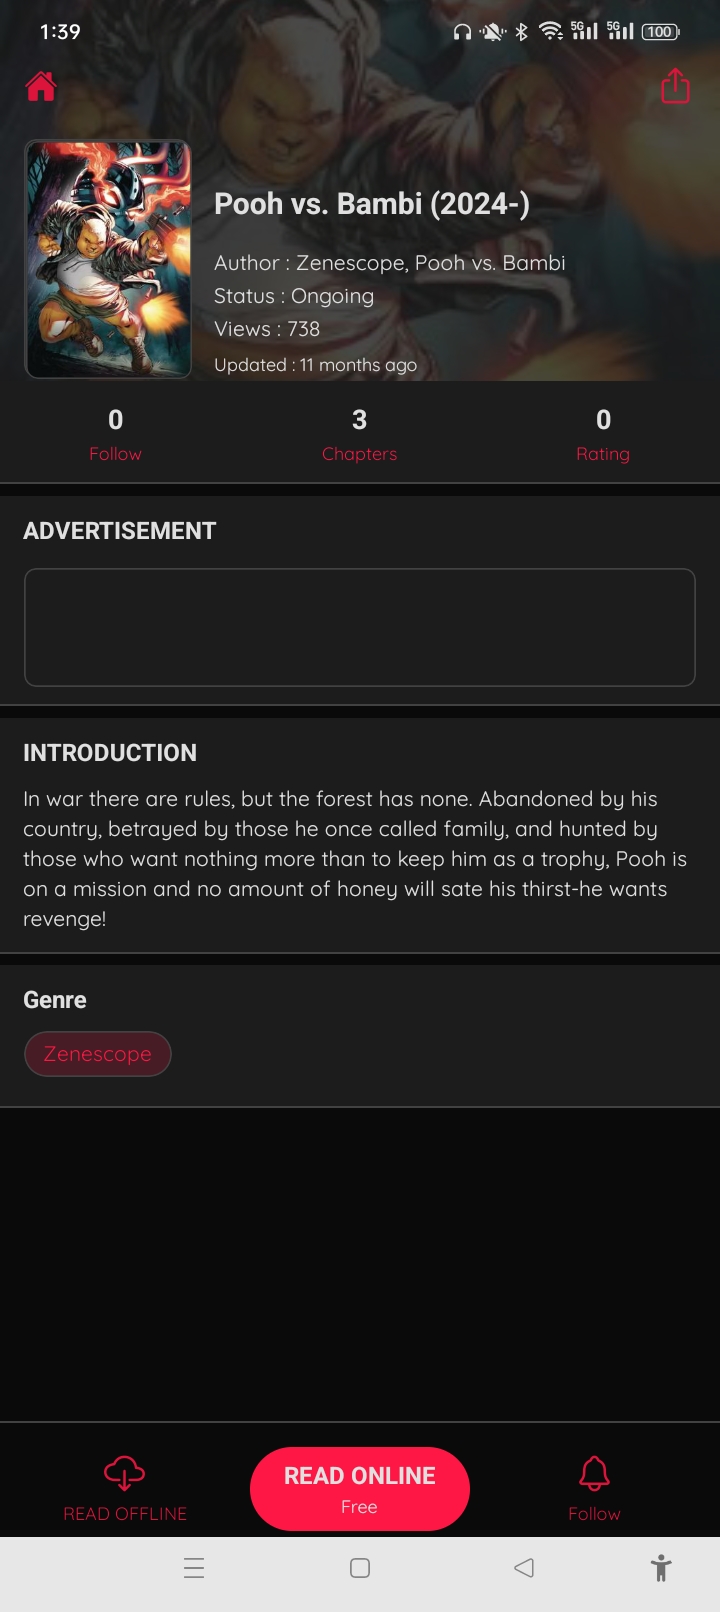 1:39
5G 5G 100
Pooh vs. Bambi (2024-)
Author : Zenescope, Pooh vs. Bambi
Status : Ongoing
Views : 738
Updated : 11 months ago
0 3 0
Follow Chapters Rating
ADVERTISEMENT
INTRODUCTION
In war there are rules, but the forest has none. Abandoned by his
country, betrayed by those he once called family, and hunted by
those who want nothing more than to keep him as a trophy, Pooh is
on a mission and no amount of honey will sate his thirst-he wants
revenge!
Genre
Zenescope
READ OFFLINE
READ ONLINE
Free
Follow